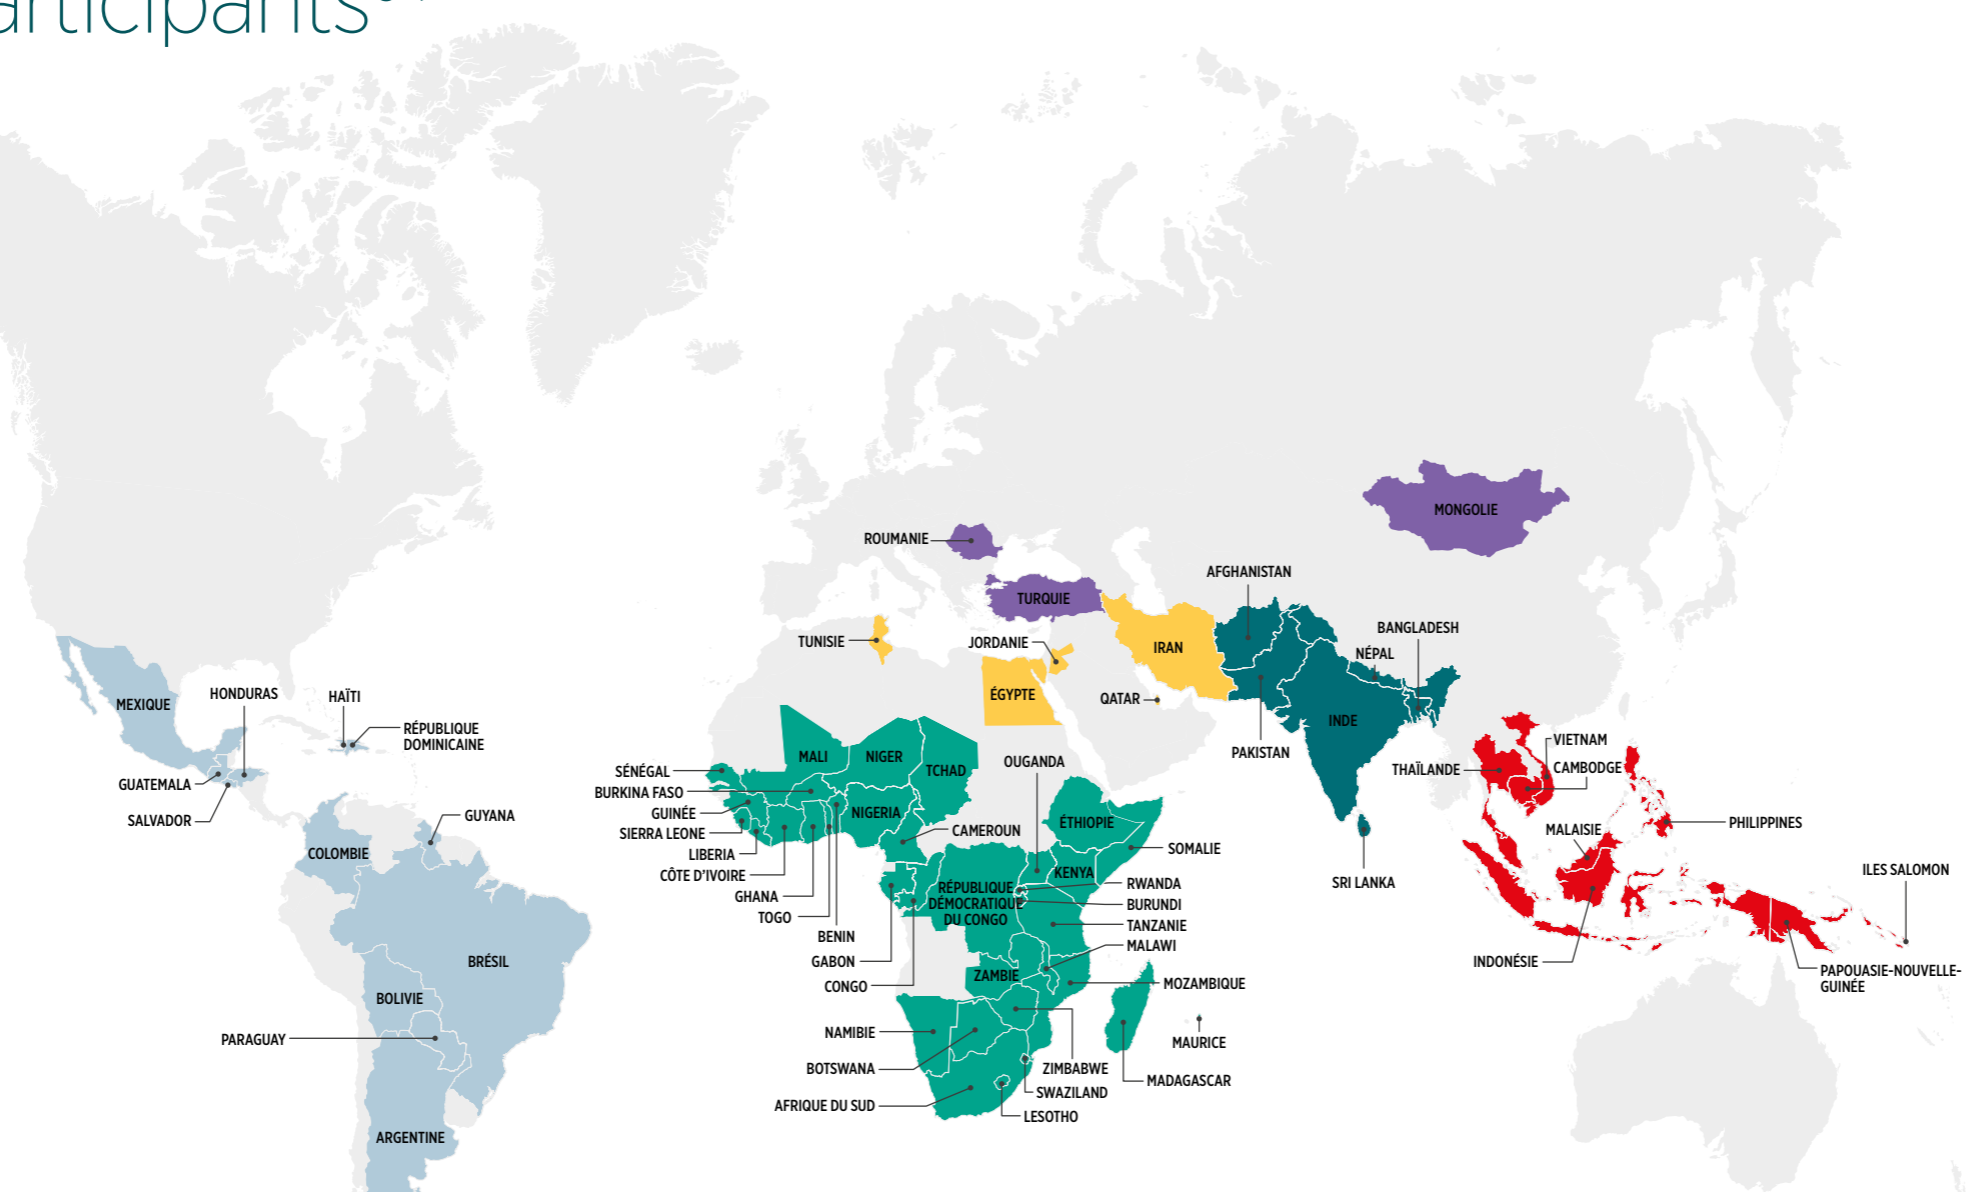 articipants
MONGOLIE
ROUMANIE
AFGHANISTAN
TURQUIE
BANGLADESH
TUNISIE
JORDANIE
IRAN
NÉPAL
HONDURAS
HAÏTI
MEXIQUE
ÉGYPTE
QATAR
INDE
RÉPUBLIQUE
DOMINICAINE
PAKISTAN
VIETNAM
MALI
NIGER
OUGANDA
THAÏLANDE
CAMBODGE
SÉNÉGAL
TCHAD
GUATEMALA
BURKINA FASO
GUINÉE
NIGERIA
SALVADOR
GUYANA
ÉTHIOPIE
PHILIPPINES
SIERRA LEONE
CAMEROUN
MALAISIE
LIBERIA
SOMALIE
COLOMBIE
CÔTE D'IVOIRE
KENYA
ILES SALOMON
RÉPUBLIQUE
DÉMOCRATIQUE
DU CONGO
RWANDA
SRI LANKA
GHANA
BURUNDI
TOGO
TANZANIE
BENIN
MALAWI
GABON
BRÉSIL
INDONÉSIE
ZAMBIE
PAPOUASIE-NOUVELLE-
GUINÉE
CONGO
MOZAMBIQUE
BOLIVIE
NAMIBIE
PARAGUAY
MAURICE
BOTSWANA
ZIMBABWE
MADAGASCAR
SWAZILAND
AFRIQUE DU SUD
LESOTHO
ARGENTINE